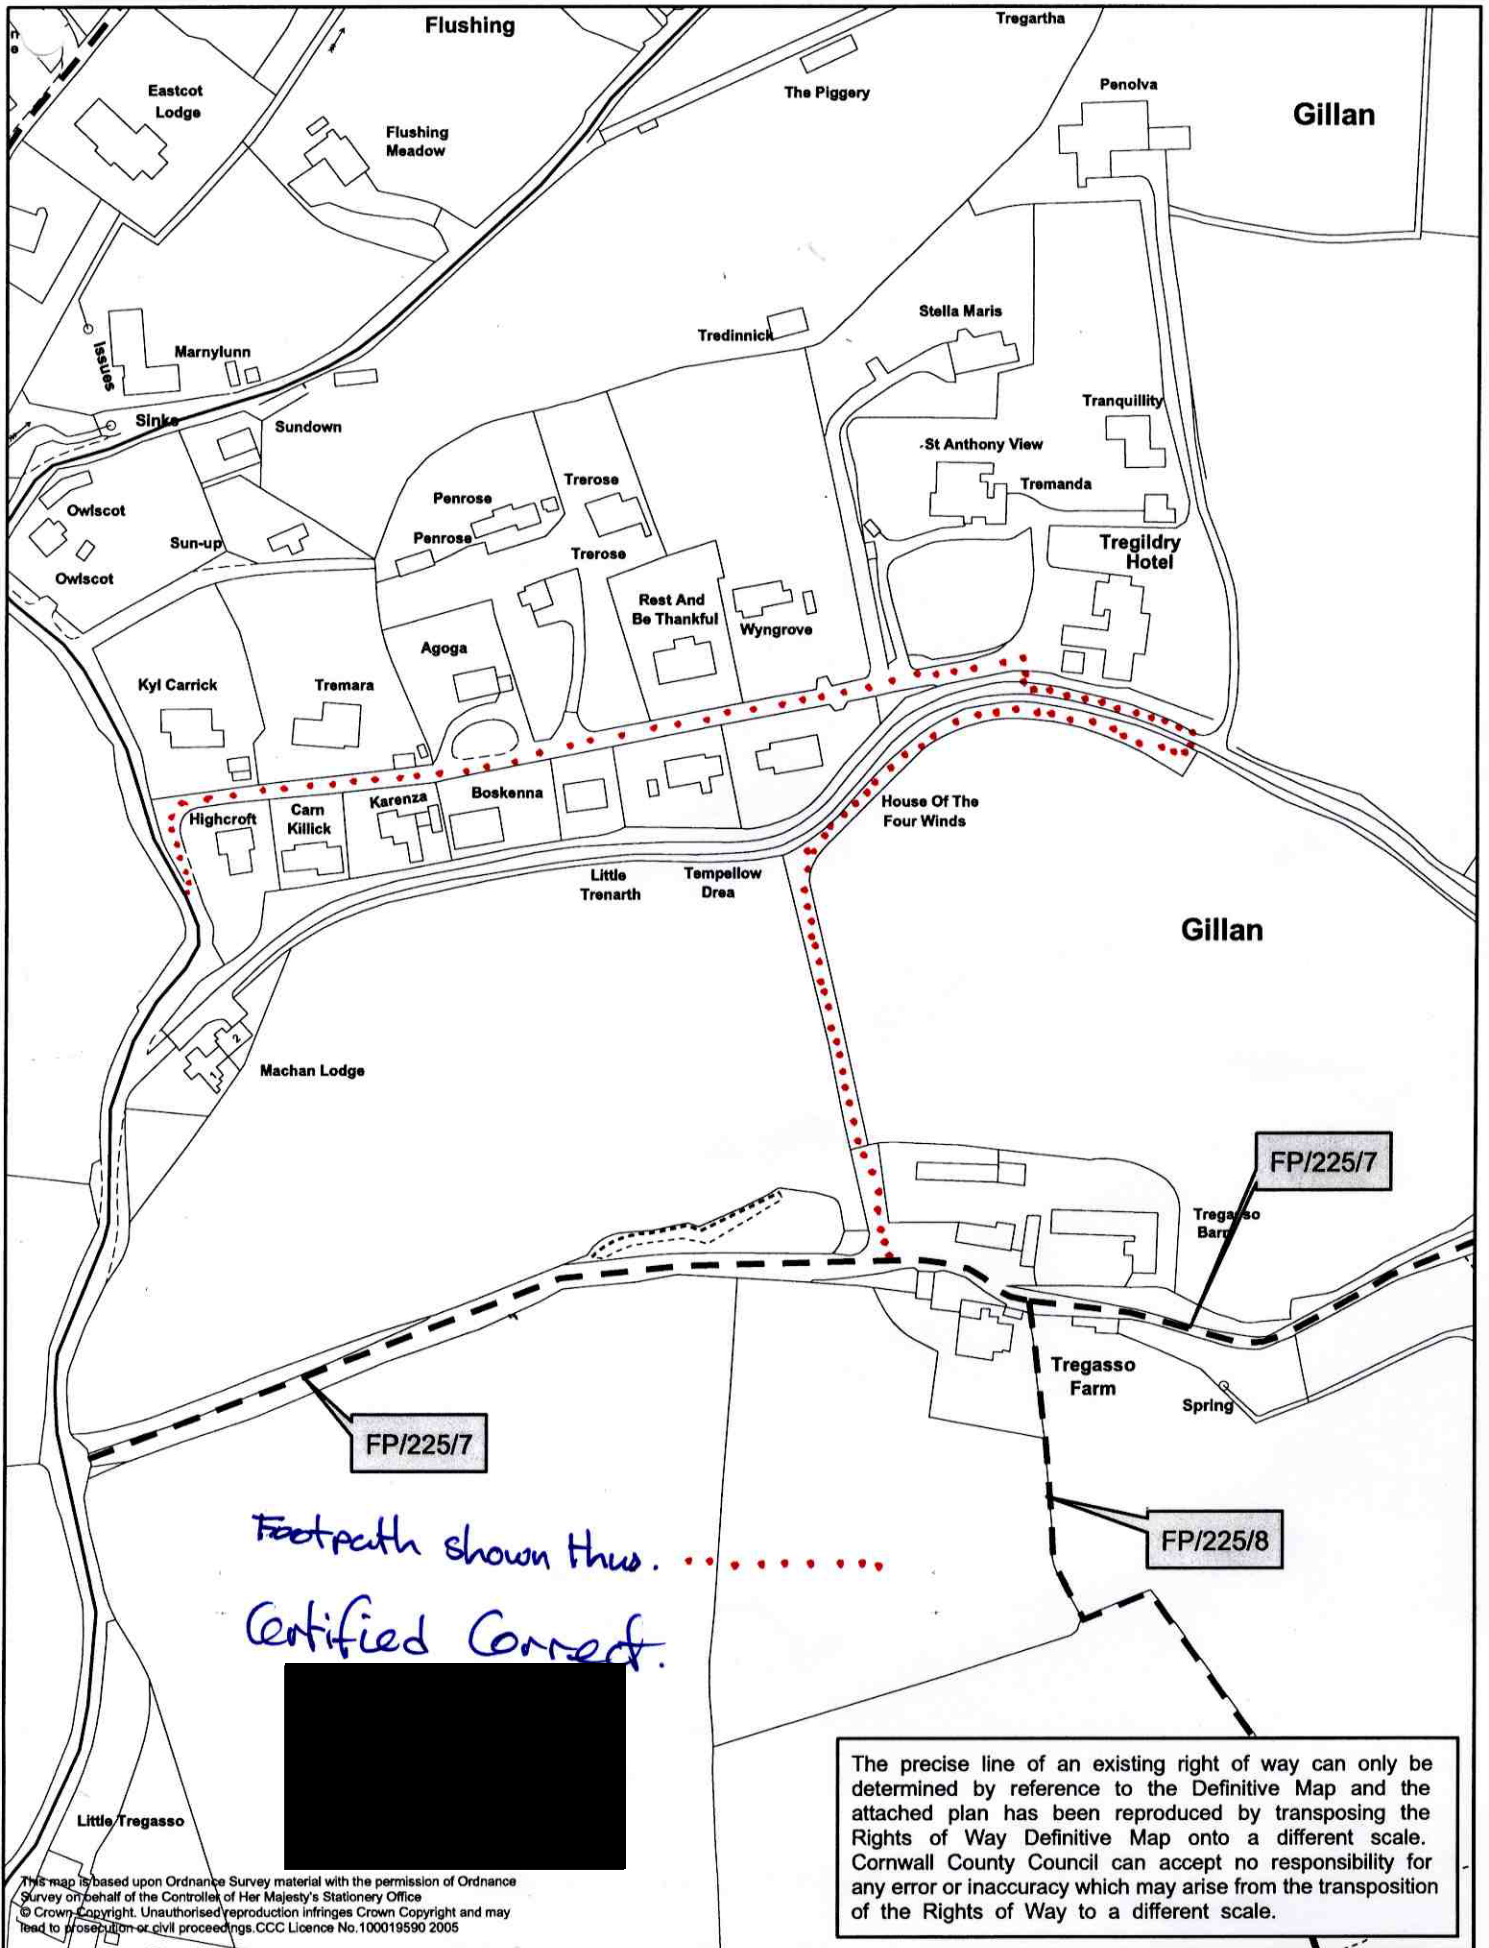 Flushing
Tregartha
Eastcot
Lodge
Flushing
Meadow
The Piggery
Penolva
Gillan
Issues
Marnylunn
Sinks
Sundown
Tredinnick
Stella Maris
Tranquillity
St Anthony View
Tremanda
Tregildry
Hotel
Owlscot
Owlscot
Sun-up
Penrose
Penrose
Trerose
Trerose
Rest And
Be Thankful
Wyngrove
Agoga
Kyl Carrick
Tremara
Highcroft
Carn
Killick
Karenza
Boskenna
House Of The
Four Winds
Little
Trenarth
Tempellow
Drea
Gillan
2
1
Machan Lodge
FP/225/7
Tregasso
Barn
Tregasso
Farm
Spring
FP/225/7
FP/225/8
Footpath shown thus.
Certified Correct.
Little Tregasso
The precise line of an existing right of way can only be
determined by reference to the Definitive Map and the
attached plan has been reproduced by transposing the
Rights of Way Definitive Map onto a different scale.
Cornwall County Council can accept no responsibility for
any error or inaccuracy which may arise from the transposition
of the Rights of Way to a different scale.
This map is based upon Ordnance Survey material with the permission of Ordnance
Survey on behalf of the Controller of Her Majesty's Stationery Office
© Crown Copyright. Unauthorised reproduction infringes Crown Copyright and may
lead to prosecution or civil proceedings.CCC Licence No.100019590 2005